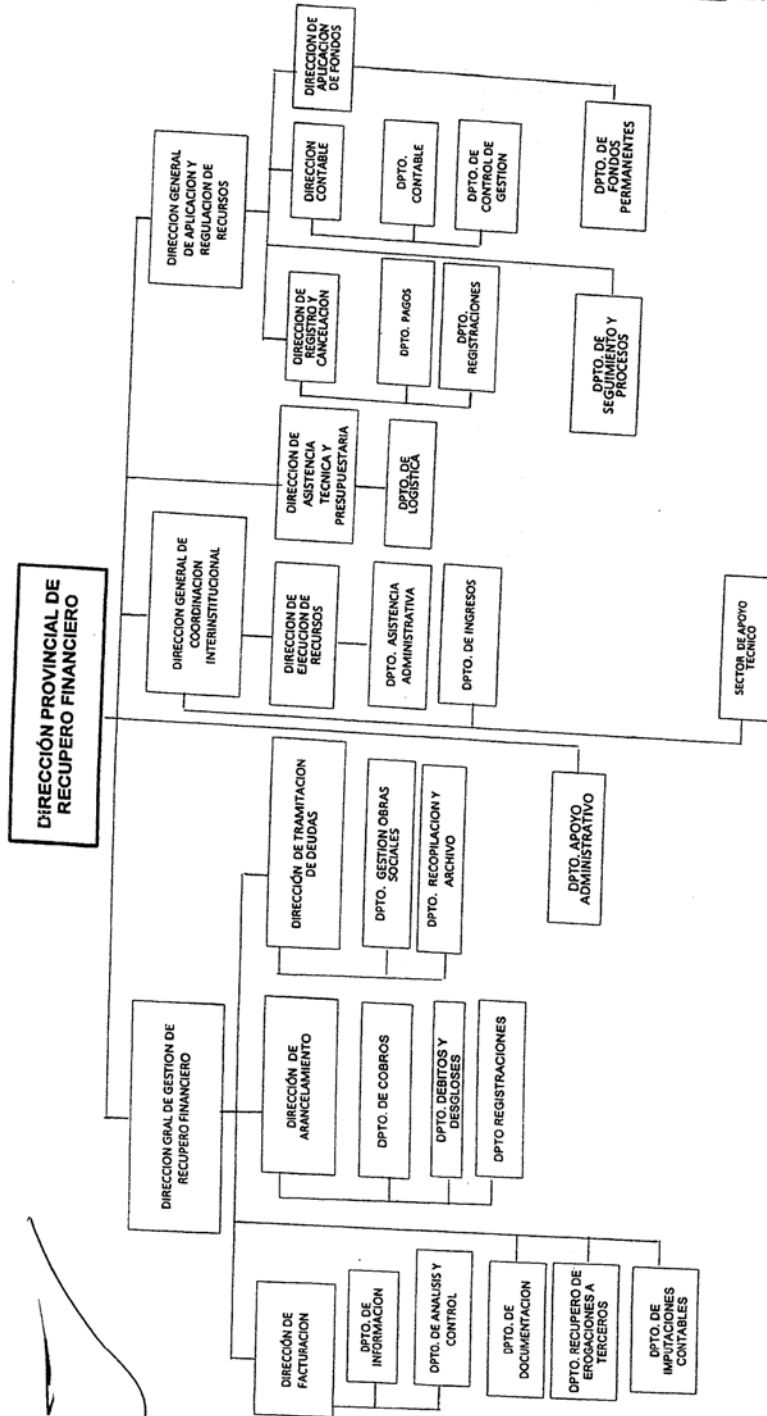 DIRECCIÓN PROVINCIAL DE
RECUPERO FINANCIERO
DIRECCION GRAL DE GESTION DE
RECUPERO FINANCIERO
DIRECCION GENERAL DE
COORDINACION
INTERINSTITUCIONAL
DIRECCION GENERAL
DE APLICACION Y
REGULACION DE
RECURSOS
DIRECCIÓN DE
FACTURACION
DPTO. DE
INFORMACION
DPTO. DE ANALISIS Y
CONTROL
DPTO. DE
DOCUMENTACION
DPTO. RECUPERO DE
EROGACIONES A
TERCEROS
DPTO. DE
IMPUTACIONES
CONTABLES
DIRECCIÓN DE
ARANCELAMIENTO
DPTO. DE COBROS
DPTO. DEBITOS Y
DESGLOSES
DPTO REGISTRACIONES
DIRECCIÓN DE TRAMITACION
DE DEUDAS
DPTO. GESTION OBRAS
SOCIALES
DPTO. RECOPILACION Y
ARCHIVO
DPTO. APOYO
ADMINISTRATIVO
DIRECCION DE
EJECUCION DE
RECURSOS
DPTO. ASISTENCIA
ADMINISTRATIVA
DPTO. DE INGRESOS
SECTOR DE APOYO
TECNICO
DIRECCION DE
ASISTENCIA
TECNICA Y
PRESUPUESTARIA
DPTO. DE
LOGISTICA
DIRECCION DE
REGISTRO Y
CANCELACION
DPTO. PAGOS
DPTO.
REGISTRACIONES
DPTO. DE
SEGUIMIENTO Y
PROCESOS
DIRECCION
CONTABLE
DPTO.
CONTABLE
DPTO. DE
CONTROL DE
GESTION
DIRECCION DE
APLICACION
DE FONDOS
DPTO. DE
FONDOS
PERMANENTES